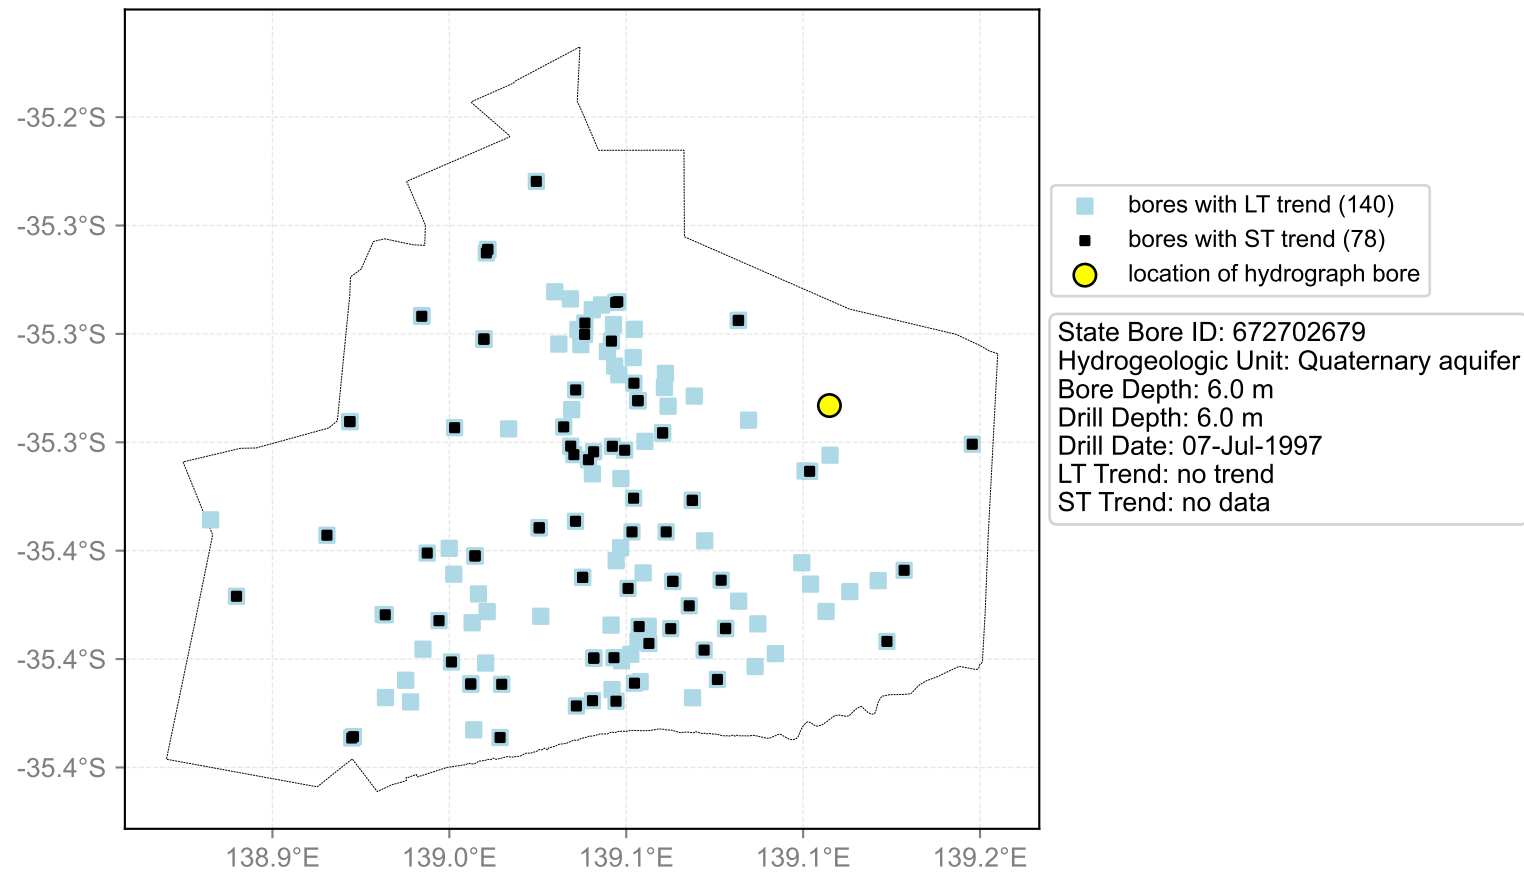 -35.2°S
-35.3°S
-35.3°S
-35.3°S
-35.4°S
-35.4°S
-35.4°S
138.9°E
139.0°E
139.1°E
139.1°E
139.2°E
bores with LT trend (140)
bores with ST trend (78)
location of hydrograph bore
State Bore ID: 672702679
Hydrogeologic Unit: Quaternary aquifer
Bore Depth: 6.0 m
Drill Depth: 6.0 m
Drill Date: 07-Jul-1997
LT Trend: no trend
ST Trend: no data